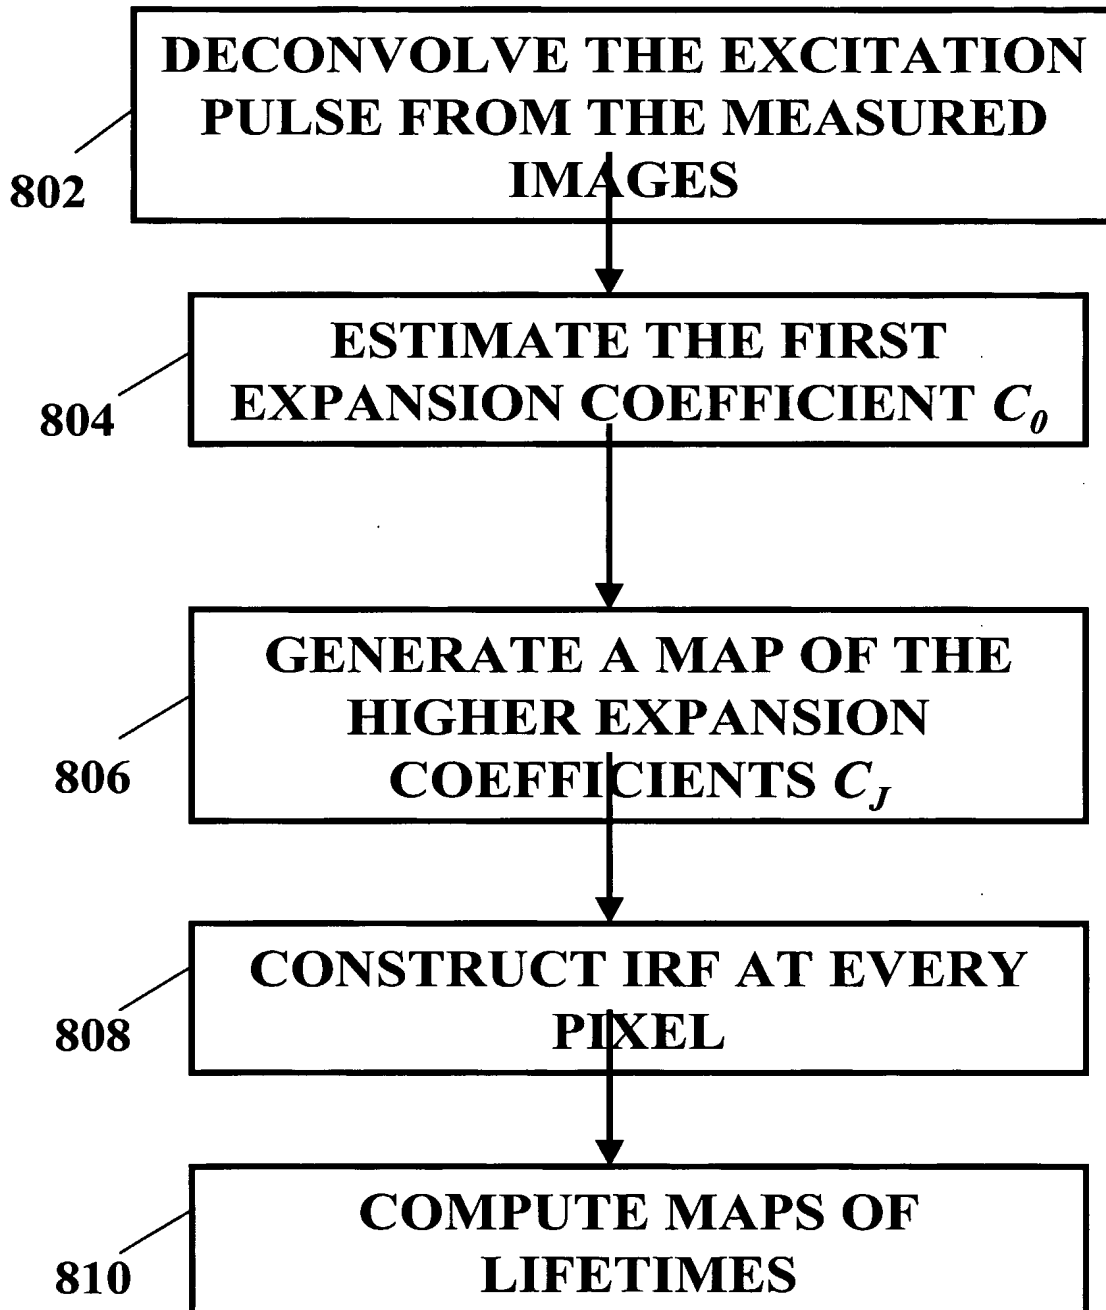 DECONVOLVE THE EXCITATION
PULSE FROM THE MEASURED
IMAGES
802
ESTIMATE THE FIRST
EXPANSION COEFFICIENT C₀
804
GENERATE A MAP OF THE
HIGHER EXPANSION
COEFFICIENTS C_J
806
CONSTRUCT IRF AT EVERY
PIXEL
808
COMPUTE MAPS OF
LIFETIMES
810